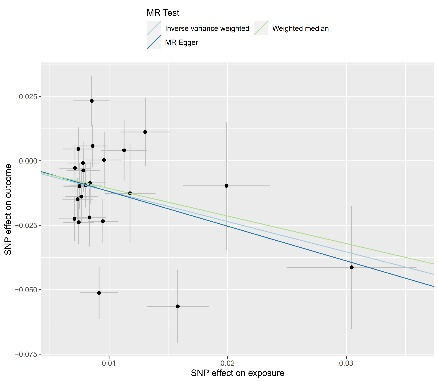 MR Test
Inverse variance weighted
Weighted median
MR Egger
SNP effect on outcome
0.025
0.000
−0.025
−0.050
−0.075
0.01
0.02
0.03
SNP effect on exposure